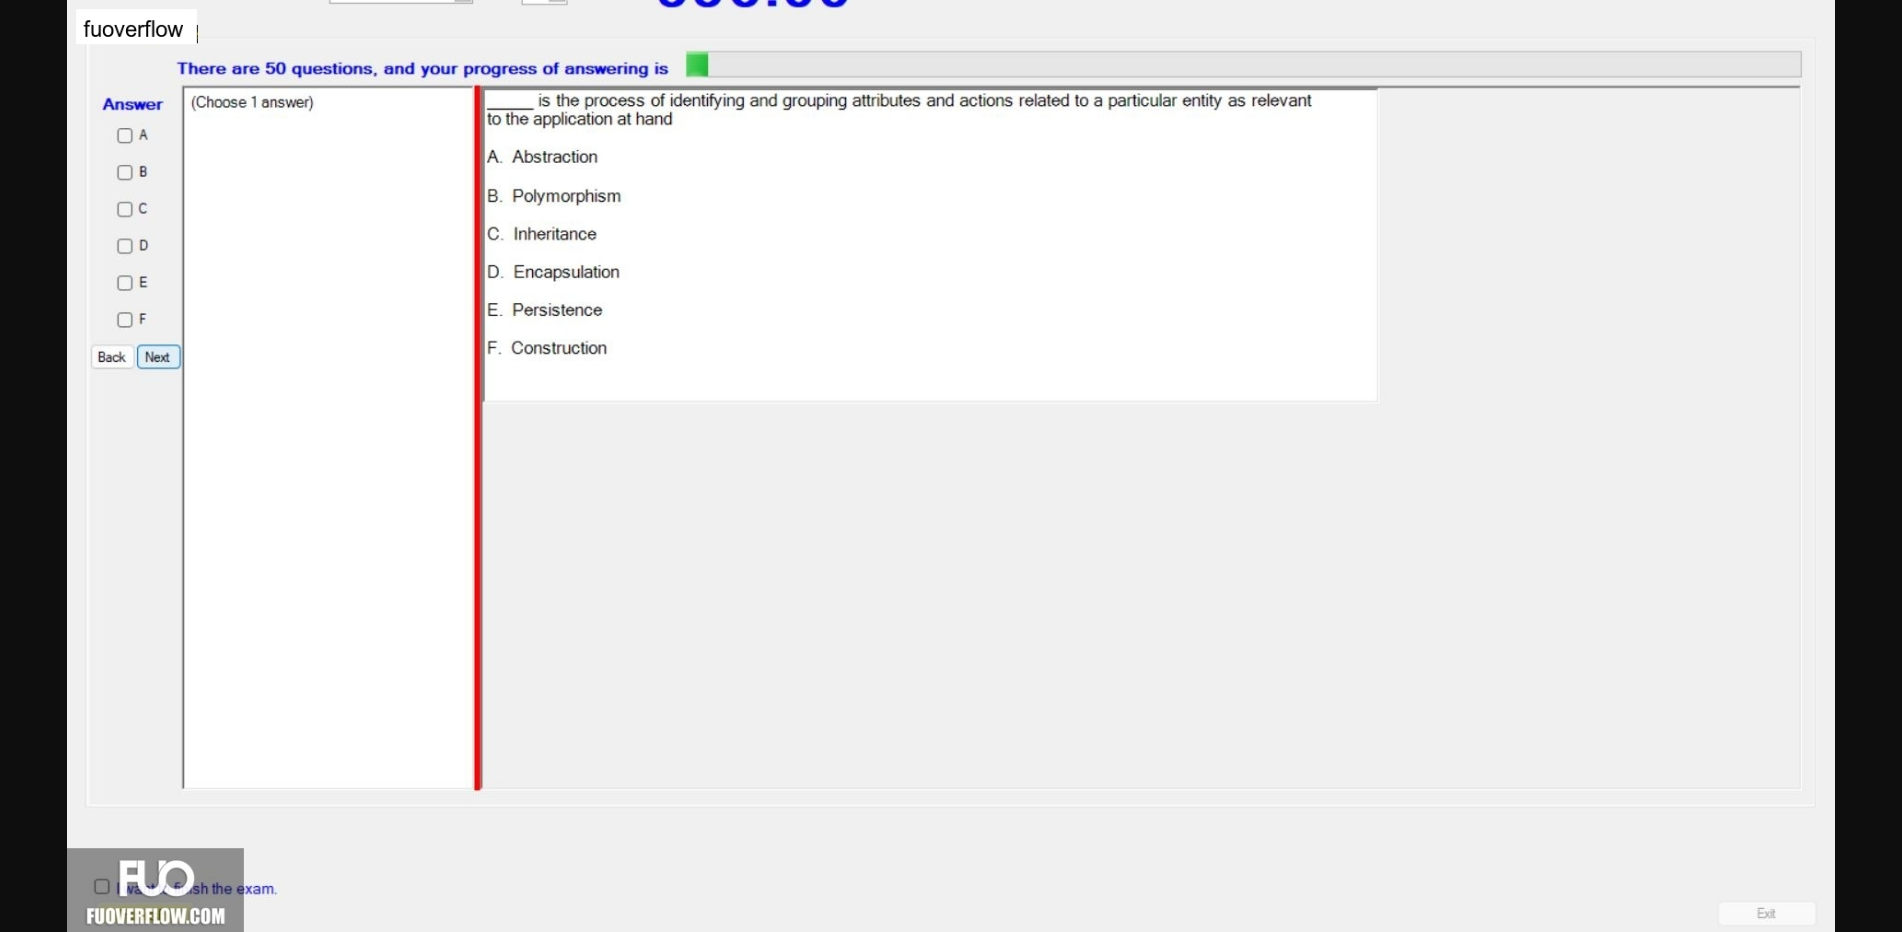 fuoverflow
There are 50 questions, and your progress of answering is
Answer
(Choose 1 answer)
A
B
C
D
E
F
Back Next
_____ is the process of identifying and grouping attributes and actions related to a particular entity as relevant
to the application at hand
A. Abstraction
B. Polymorphism
C. Inheritance
D. Encapsulation
E. Persistence
F. Construction
FUO
finish the exam.
FUOVERFLOW.COM
Exit